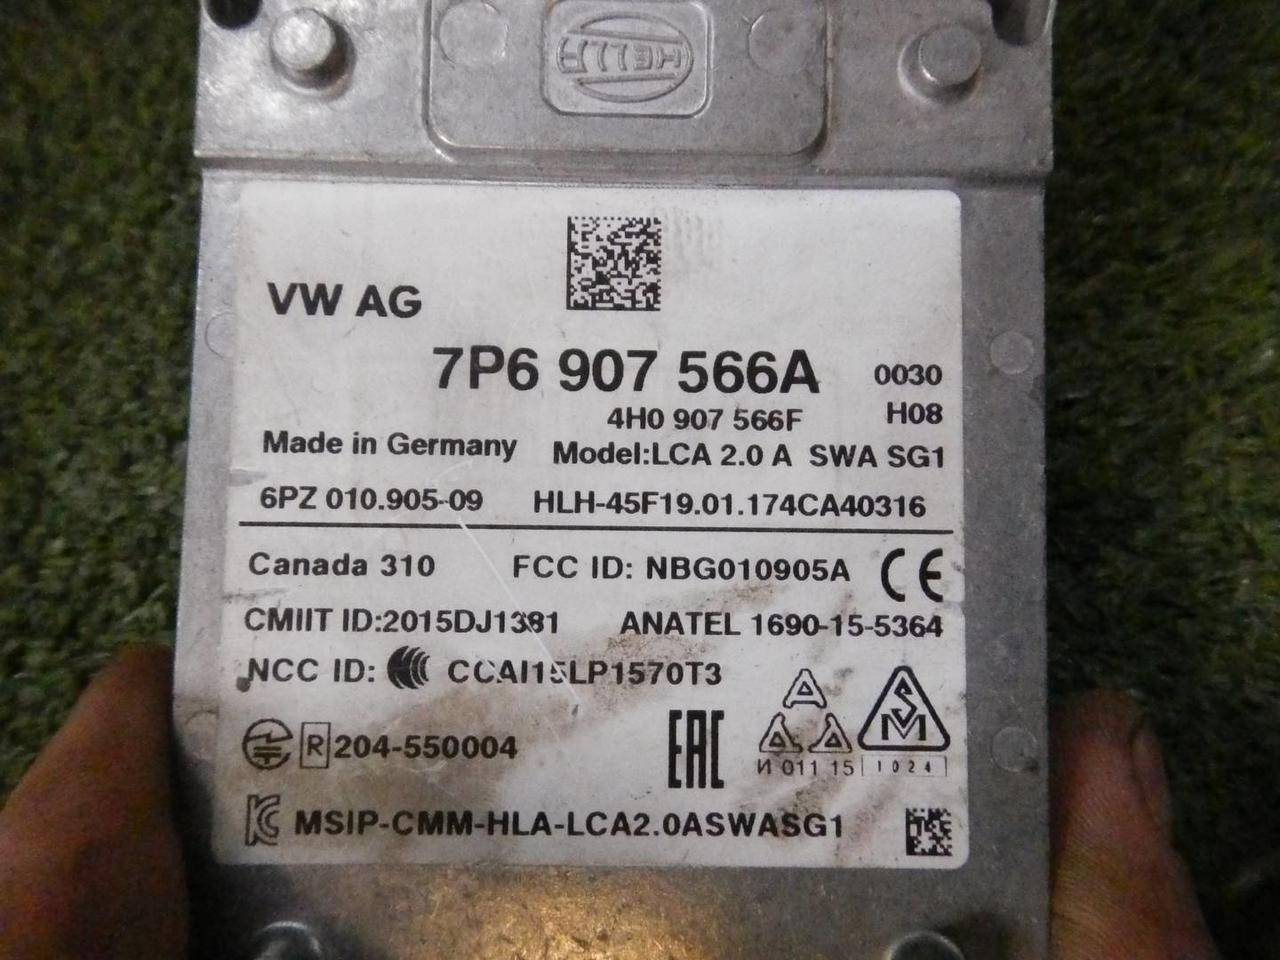 HELLA
VW AG
7P6 907 566A 0030
4H0 907 566F H08
Made in Germany Model:LCA 2.0 A SWA SG1
6PZ 010.905-09 HLH-45F19.01.174CA40316
Canada 310 FCC ID: NBG010905A CE
CMIIT ID:2015DJ1381 ANATEL 1690-15-5364
NCC ID: CCAI15LP1570T3
R 204-550004 EAC
И 011 15 1024
MSIP-CMM-HLA-LCA2.0ASWASG1